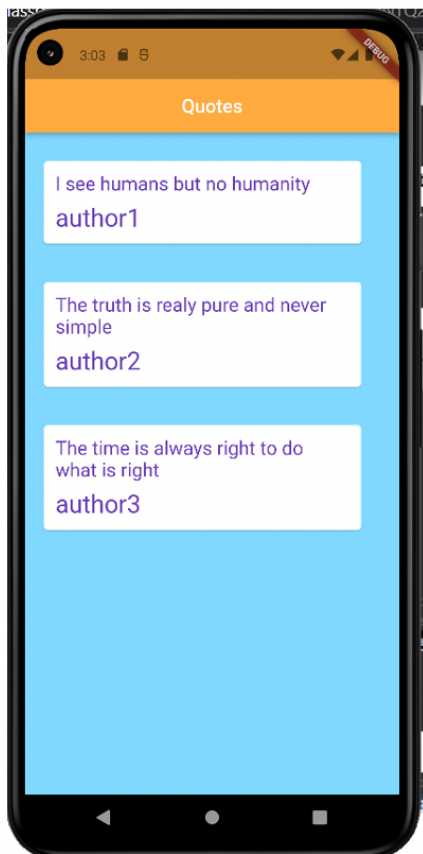 3:03
DEBUG
Quotes
I see humans but no humanity
author1
The truth is realy pure and never
simple
author2
The time is always right to do
what is right
author3